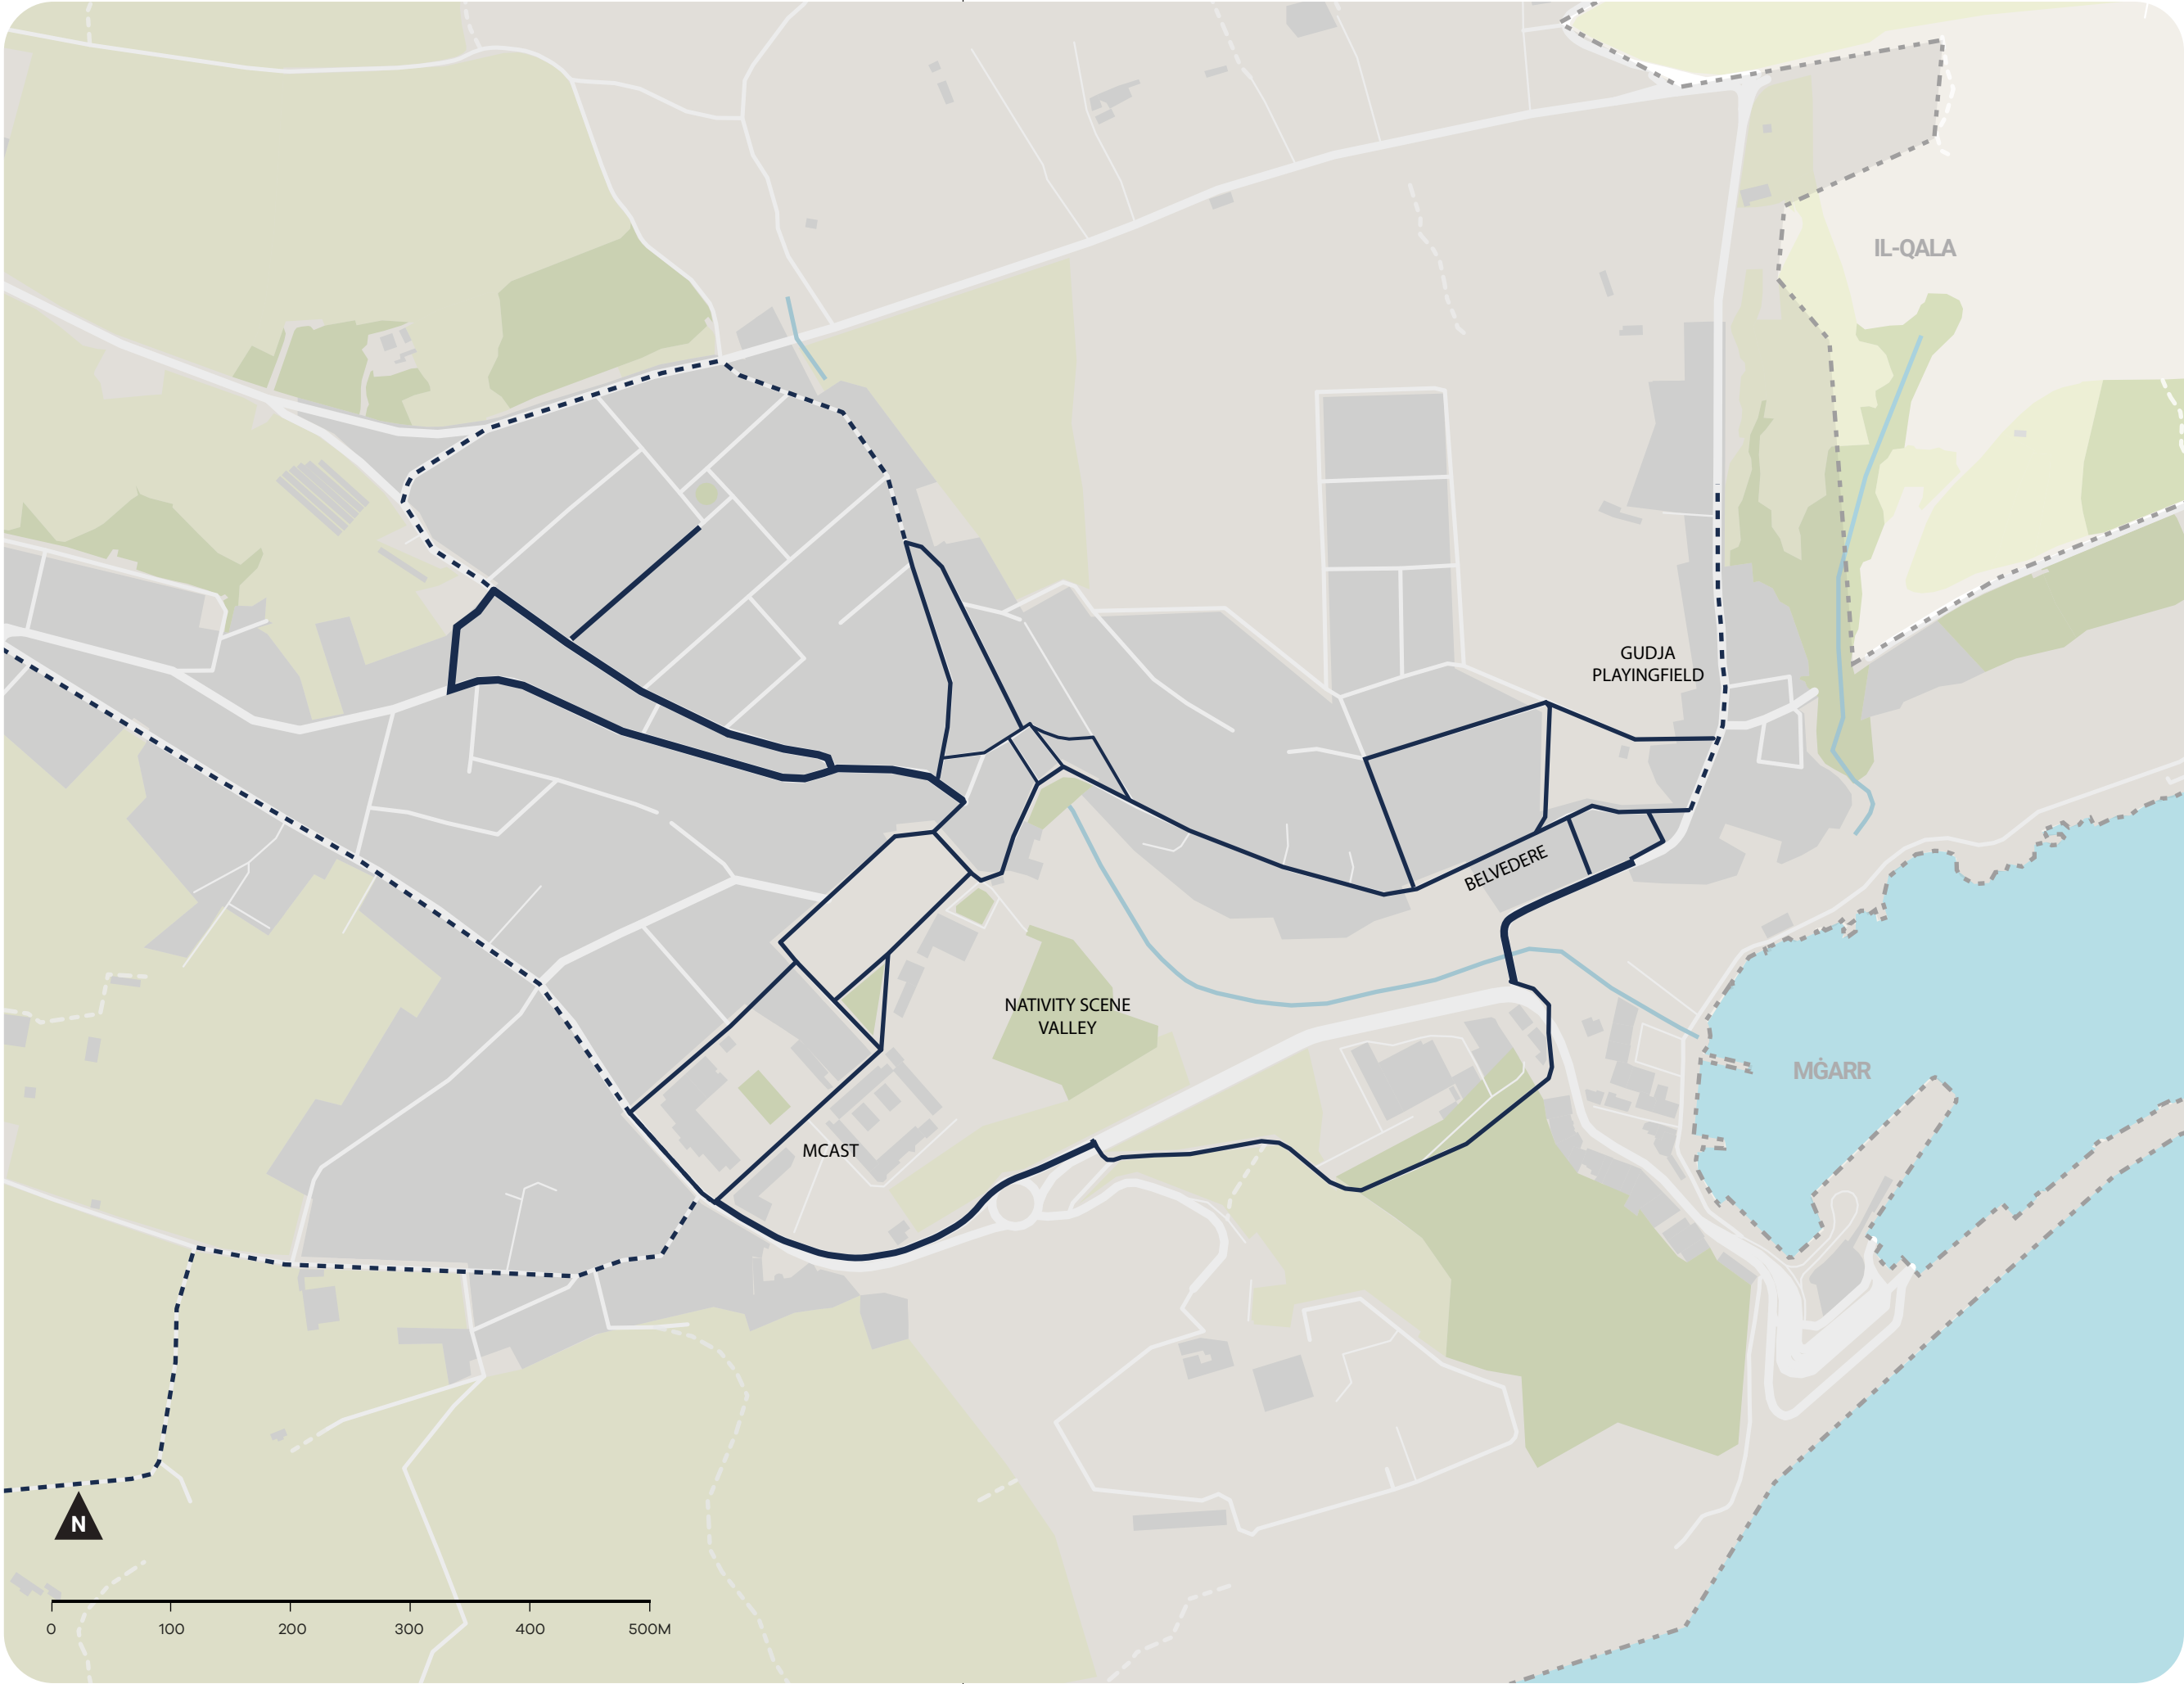 IL-QALA
GUDJA
PLAYINGFIELD
BELVEDERE
NATIVITY SCENE
VALLEY
MĠARR
MCAST
N
0 100 200 300 400 500M